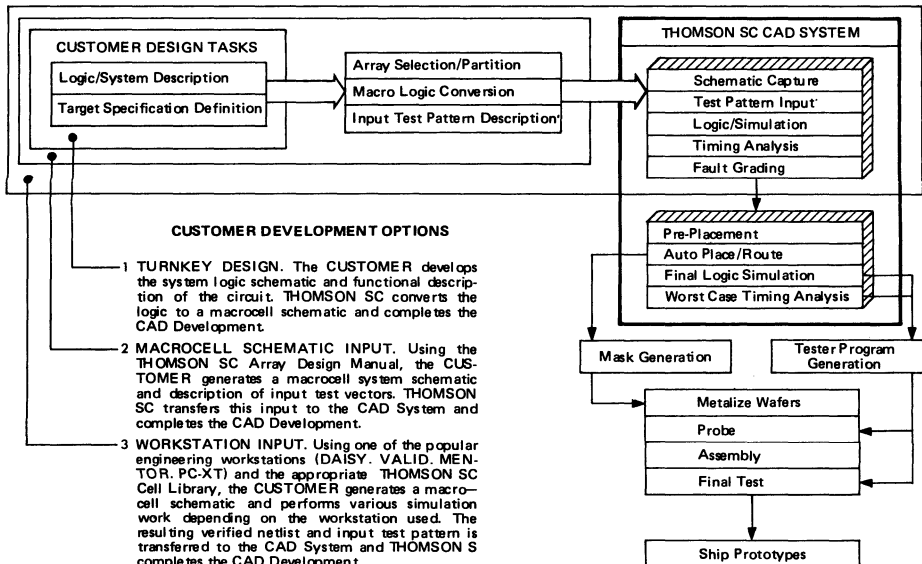 CUSTOMER DESIGN TASKS
Logic/System Description
Target Specification Definition
Array Selection/Partition
Macro Logic Conversion
Input Test Pattern Description
THOMSON SC CAD SYSTEM
Schematic Capture
Test Pattern Input
Logic/Simulation
Timing Analysis
Fault Grading
Pre-Placement
Auto Place/Route
Final Logic Simulation
Worst Case Timing Analysis
Mask Generation
Tester Program
Generation
Metalize Wafers
Probe
Assembly
Final Test
Ship Prototypes
CUSTOMER DEVELOPMENT OPTIONS
1 TURNKEY DESIGN. The CUSTOMER develops
the system logic schematic and functional descrip-
tion of the circuit. THOMSON SC converts the
logic to a macrocell schematic and completes the
CAD Development.
2 MACROCELL SCHEMATIC INPUT. Using the
THOMSON SC Array Design Manual, the CUS-
TOMER generates a macrocell system schematic
and description of input test vectors. THOMSON
SC transfers this input to the CAD System and
completes the CAD Development.
3 WORKSTATION INPUT. Using one of the popular
engineering workstations (DAISY. VALID. MEN-
TOR. PC-XT) and the appropriate THOMSON SC
Cell Library, the CUSTOMER generates a macro—
cell schematic and performs various simulation
work depending on the workstation used. The
resulting verified netlist and input test pattern is
transferred to the CAD System and THOMSON S
completes the CAD Development